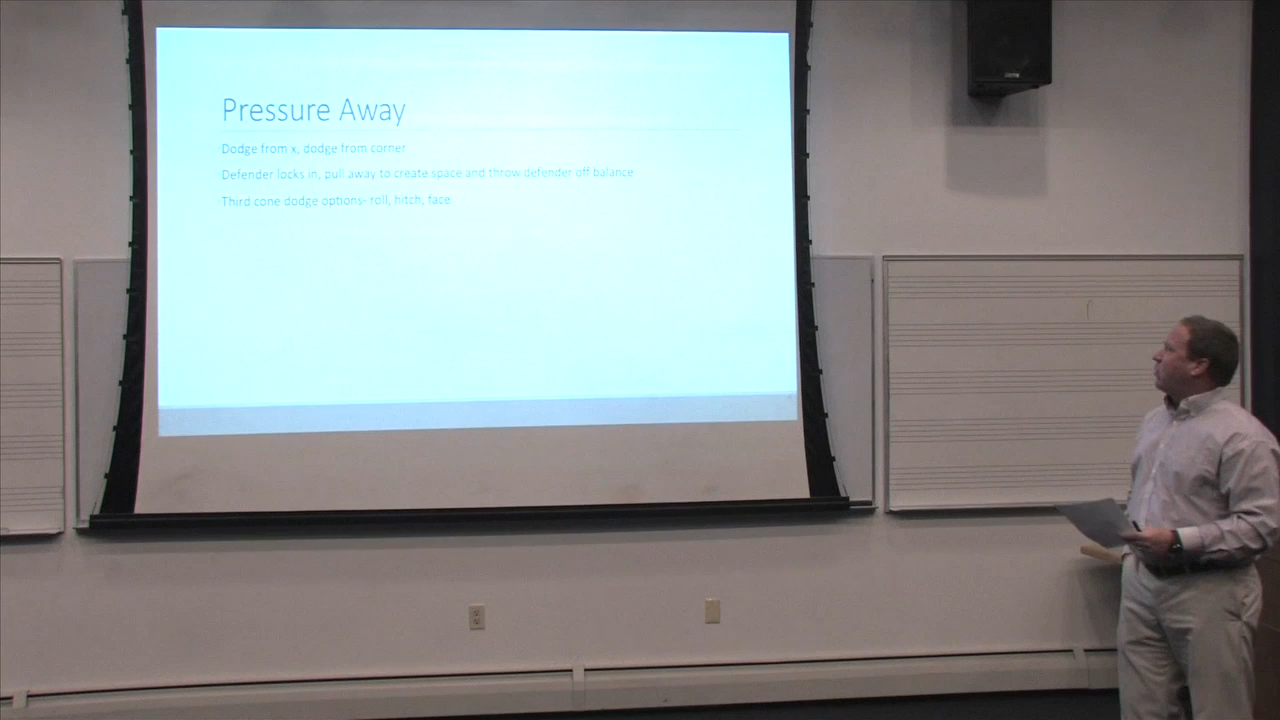 Pressure Away
Dodge from x, dodge from corner
Defender locks in, pull away to create space and throw defender off balance
Third cone dodge options- roll, hitch, face